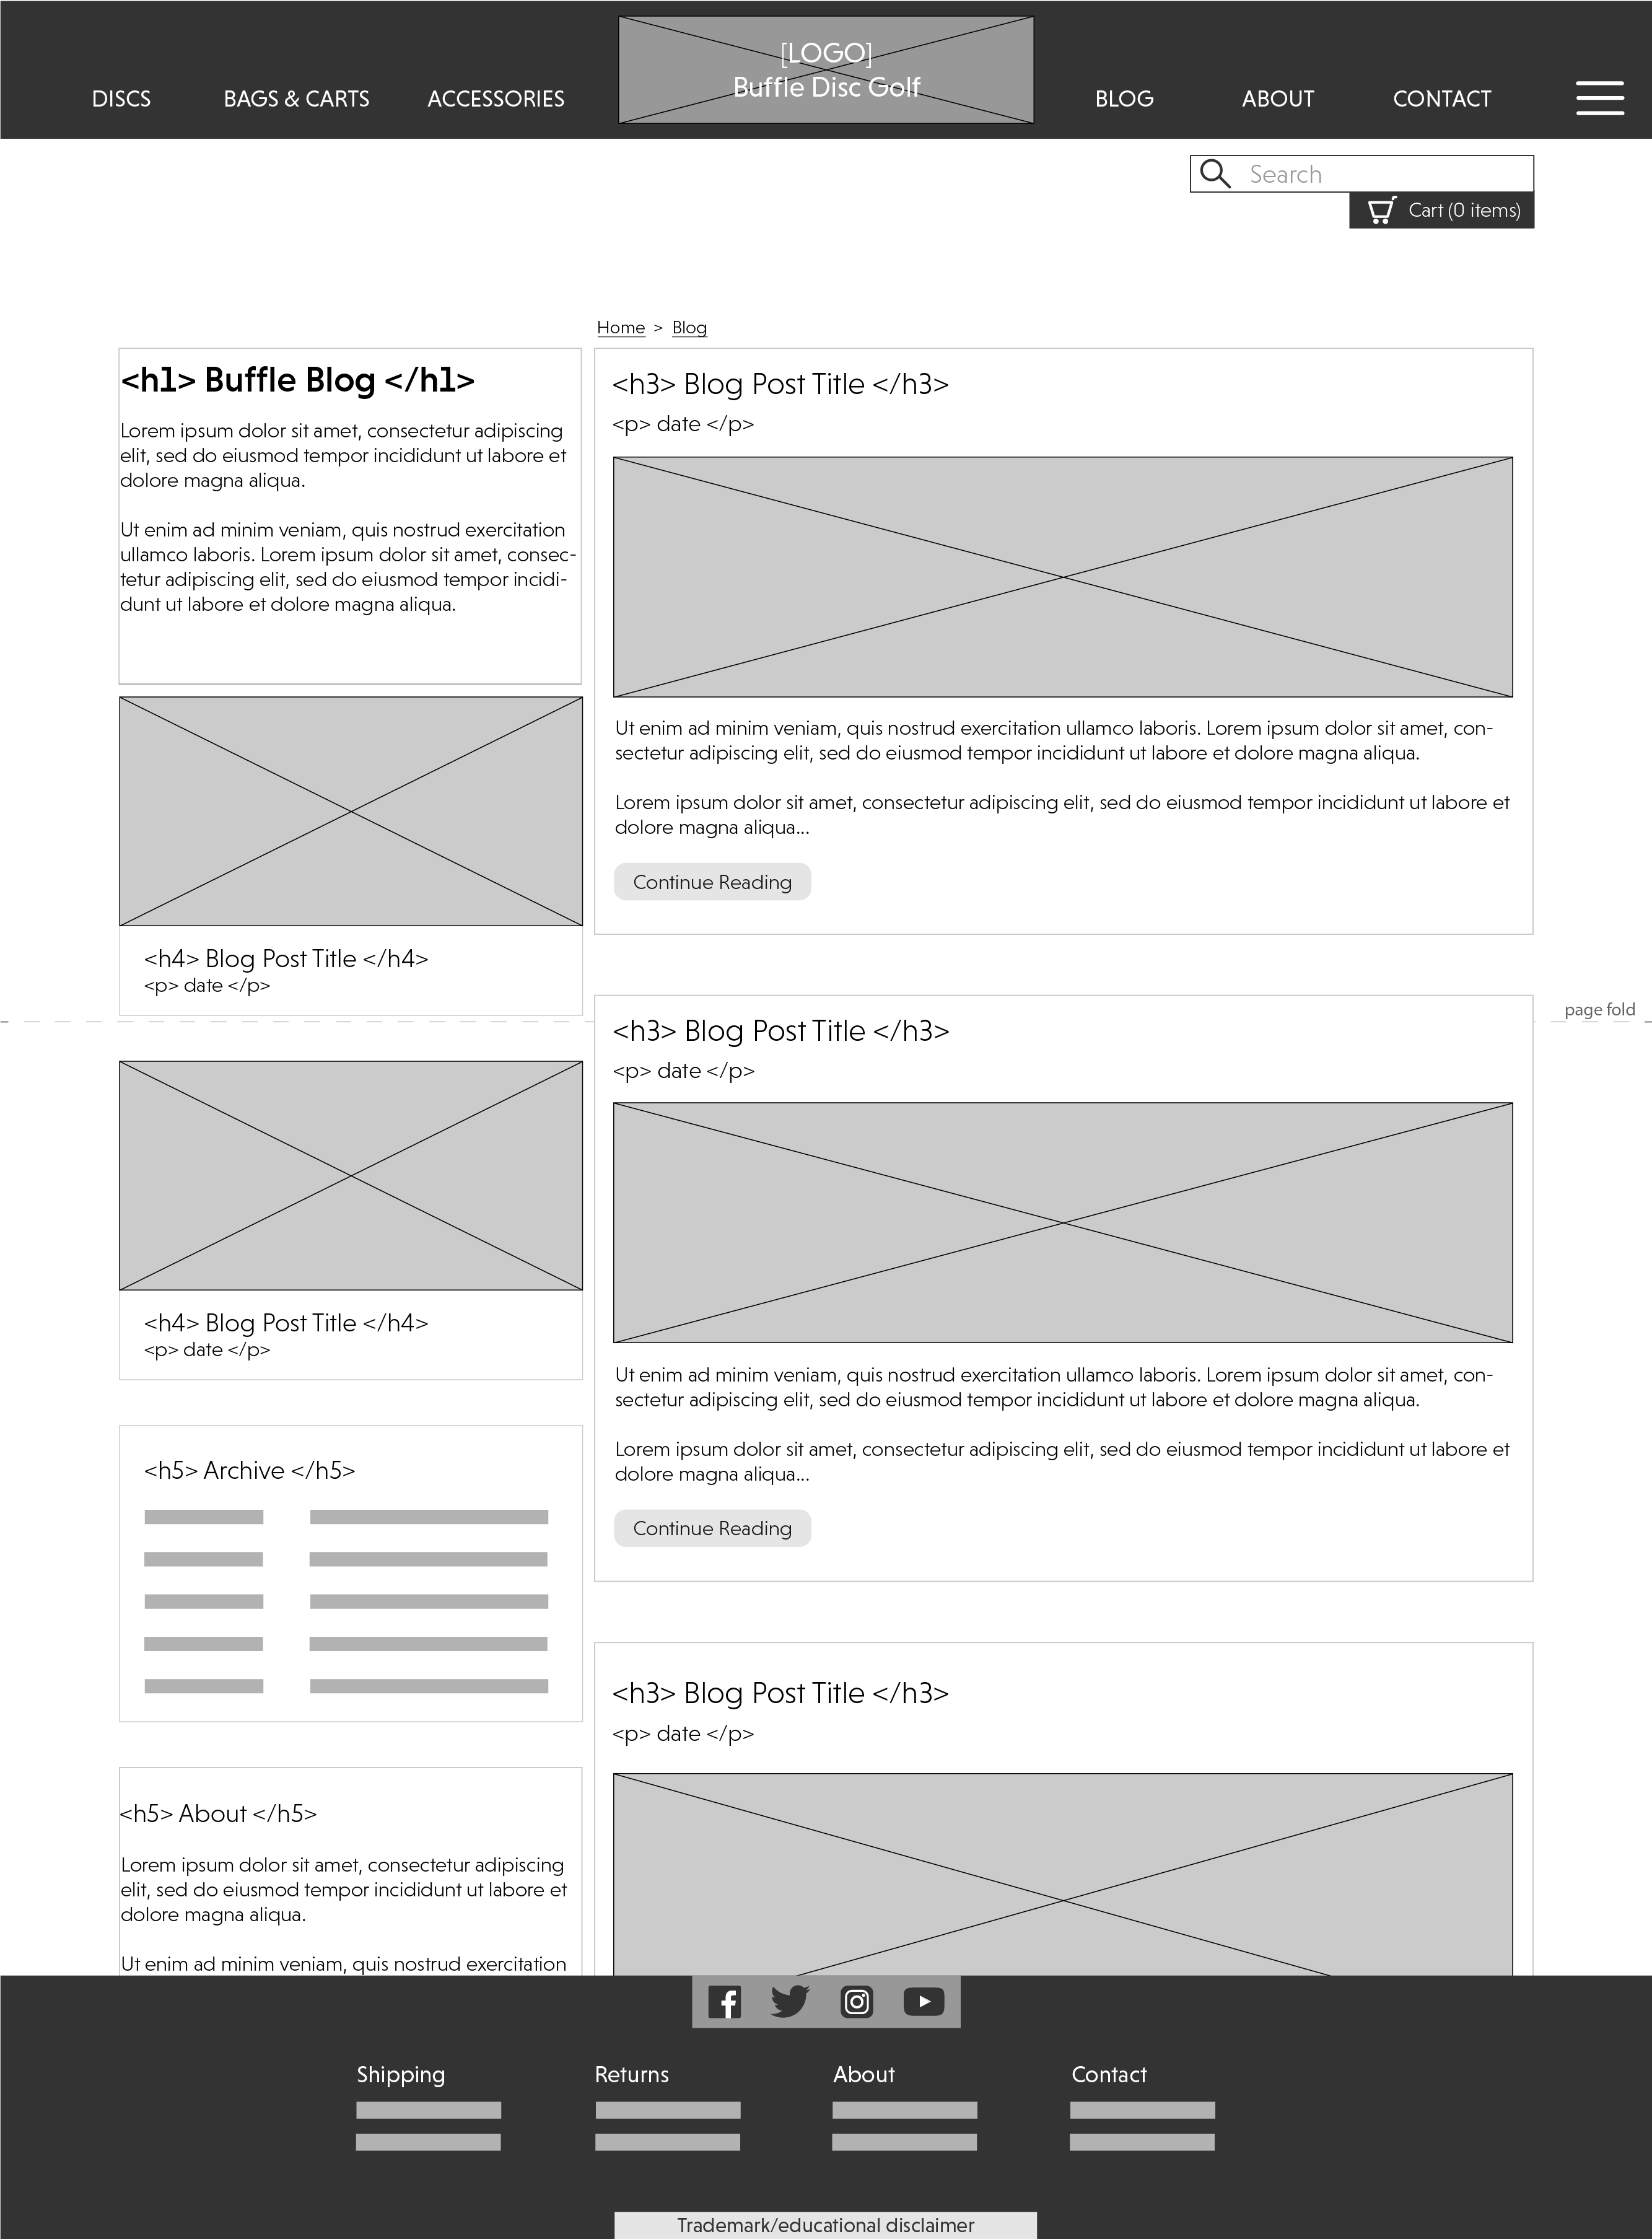 DISCS
BAGS & CARTS
ACCESSORIES
[LOGO]
Buffle Disc Golf
BLOG
ABOUT
CONTACT
Search
Cart (0 items)
Home > Blog
<h1> Buffle Blog </h1>
Lorem ipsum dolor sit amet, consectetur adipiscing
elit, sed do eiusmod tempor incididunt ut labore et
dolore magna aliqua.
Ut enim ad minim veniam, quis nostrud exercitation
ullamco laboris. Lorem ipsum dolor sit amet, consec-
tetur adipiscing elit, sed do eiusmod tempor incidi-
dunt ut labore et dolore magna aliqua.
<h4> Blog Post Title </h4>
<p> date </p>
<h4> Blog Post Title </h4>
<p> date </p>
<h5> Archive </h5>
<h5> About </h5>
Lorem ipsum dolor sit amet, consectetur adipiscing
elit, sed do eiusmod tempor incididunt ut labore et
dolore magna aliqua.
Ut enim ad minim veniam, quis nostrud exercitation
<h3> Blog Post Title </h3>
<p> date </p>
Ut enim ad minim veniam, quis nostrud exercitation ullamco laboris. Lorem ipsum dolor sit amet, con-
sectetur adipiscing elit, sed do eiusmod tempor incididunt ut labore et dolore magna aliqua.
Lorem ipsum dolor sit amet, consectetur adipiscing elit, sed do eiusmod tempor incididunt ut labore et
dolore magna aliqua...
Continue Reading
page fold
<h3> Blog Post Title </h3>
<p> date </p>
Ut enim ad minim veniam, quis nostrud exercitation ullamco laboris. Lorem ipsum dolor sit amet, con-
sectetur adipiscing elit, sed do eiusmod tempor incididunt ut labore et dolore magna aliqua.
Lorem ipsum dolor sit amet, consectetur adipiscing elit, sed do eiusmod tempor incididunt ut labore et
dolore magna aliqua...
Continue Reading
<h3> Blog Post Title </h3>
<p> date </p>
Shipping
Returns
About
Contact
Trademark/educational disclaimer